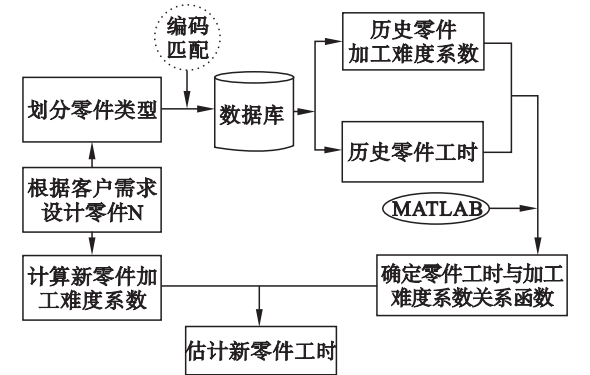 编码
匹配
历史零件
加工难度系数
划分零件类型
数据库
历史零件工时
根据客户需求
设计零件N
MATLAB
计算新零件加
工难度系数
确定零件工时与加工
难度系数关系函数
估计新零件工时